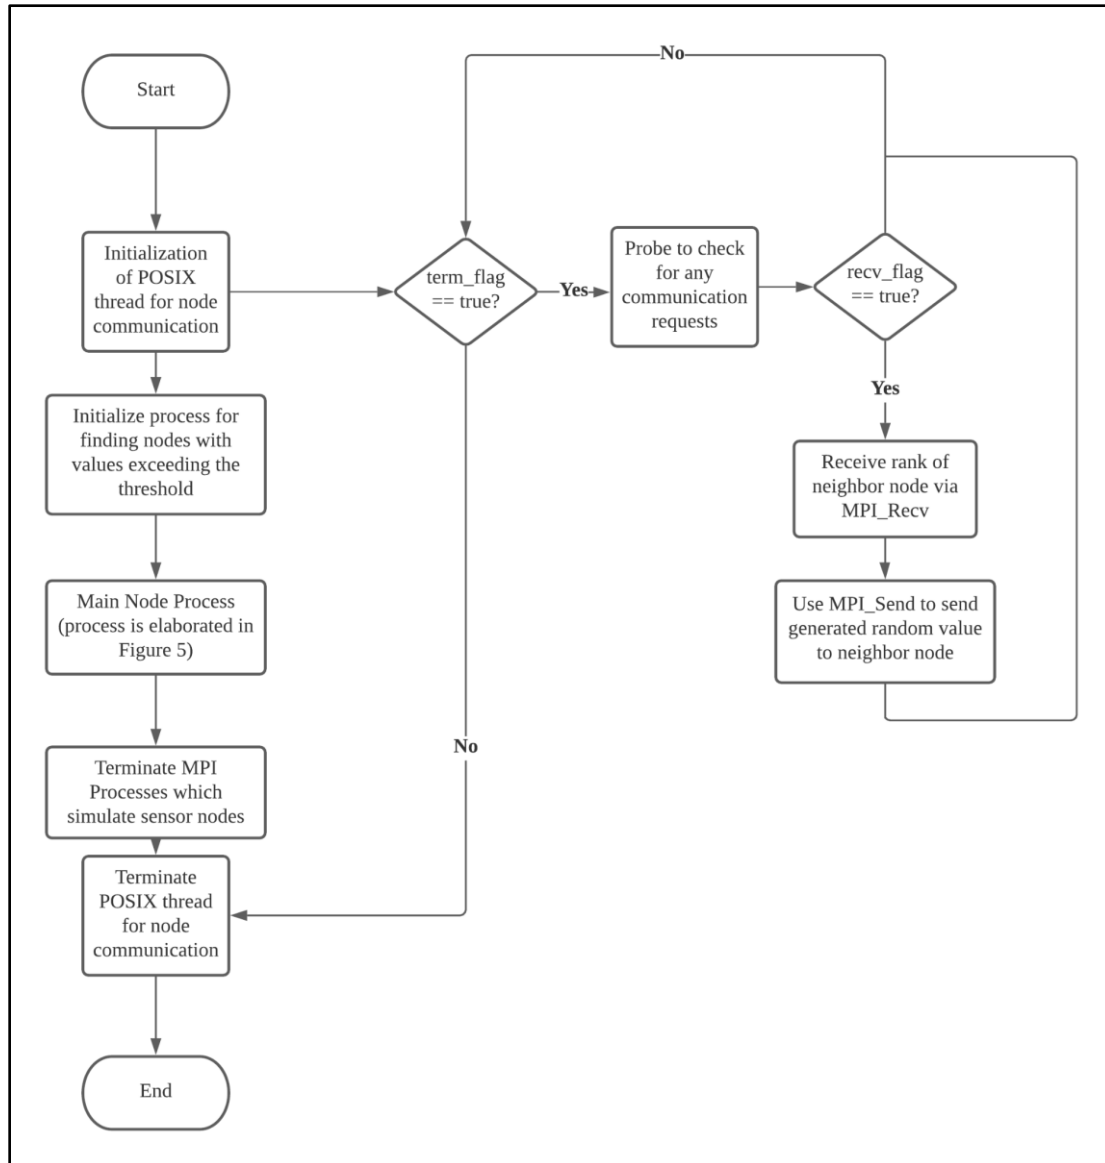 No
Start
Initialization
of POSIX
thread for node
communication
term_flag
== true?
Yes
Probe to check
for any
communication
requests
recv_flag
== true?
Yes
Initialize process for
finding nodes with
values exceeding the
threshold
Receive rank of
neighbor node via
MPI_Recv
Main Node Process
(process is elaborated in
Figure 5)
Use MPI_Send to send
generated random value
to neighbor node
No
Terminate MPI
Processes which
simulate sensor nodes
Terminate
POSIX thread
for node
communication
End